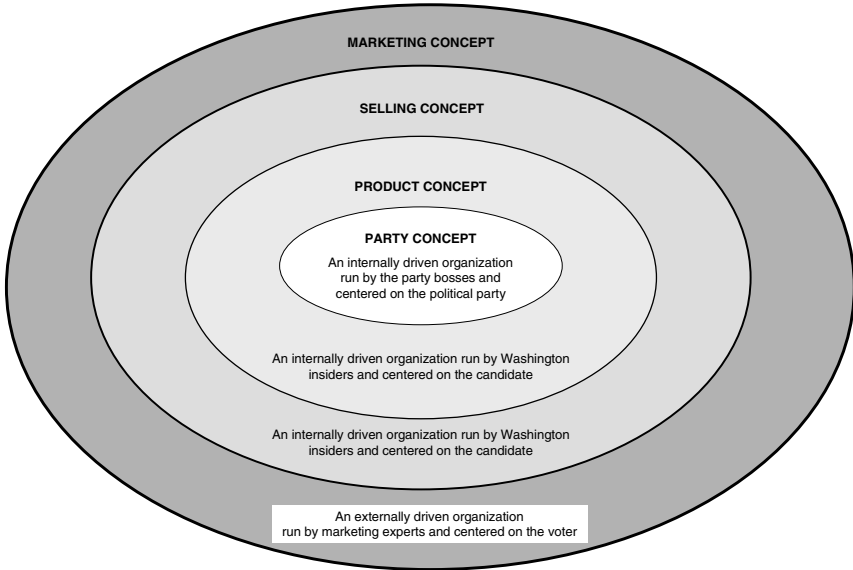 MARKETING CONCEPT
SELLING CONCEPT
PRODUCT CONCEPT
PARTY CONCEPT
An internally driven organization
run by the party bosses and
centered on the political party
An internally driven organization run by Washington
insiders and centered on the candidate
An internally driven organization run by Washington
insiders and centered on the candidate
An externally driven organization
run by marketing experts and centered on the voter